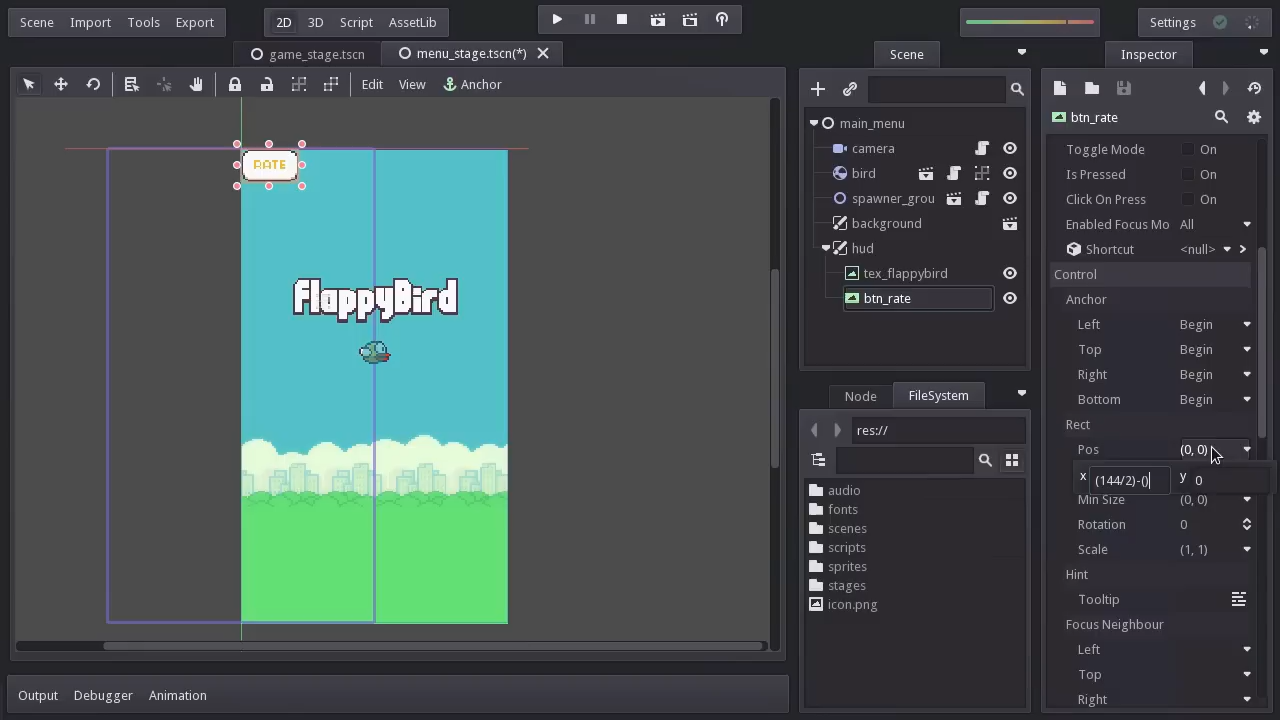 Scene Import Tools Export 2D 3D Script AssetLib Settings
game_stage.tscn menu_stage.tscn(*) Scene Inspector
Edit View Anchor
btn_rate
main_menu
camera
bird
spawner_grou
background
hud
tex_flappybird
btn_rate
RATE
FlappyBird
Node FileSystem
res://
audio
fonts
scenes
scripts
sprites
stages
icon.png
Toggle Mode On
Is Pressed On
Click On Press On
Enabled Focus Mo All
Shortcut <null>
Control
Anchor
Left Begin
Top Begin
Right Begin
Bottom Begin
Rect
Pos (0, 0)
x (144/2)-() y 0
Min Size (0, 0)
Rotation 0
Scale (1, 1)
Hint
Tooltip
Focus Neighbour
Left
Top
Right
Output Debugger Animation